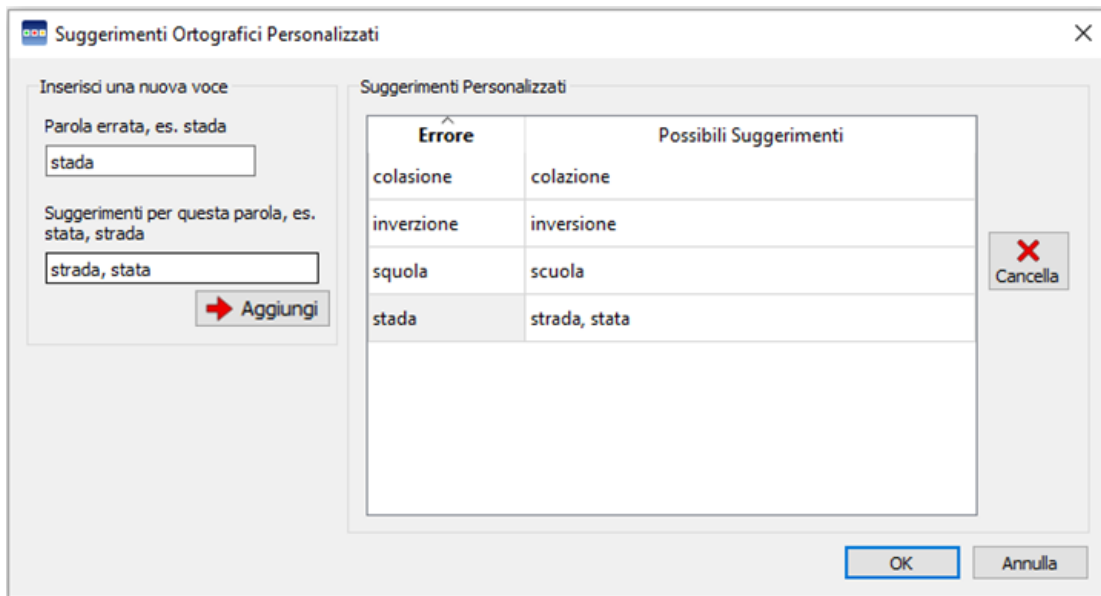 Suggerimenti Ortografici Personalizzati
Inserisci una nuova voce
Parola errata, es. stada
stada
Suggerimenti per questa parola, es.
stata, strada
strada, stata
Aggiungi
Suggerimenti Personalizzati
Errore Possibili Suggerimenti
colasione colazione
inverzione inversione
squola scuola
stada strada, stata
Cancella
OK Annulla